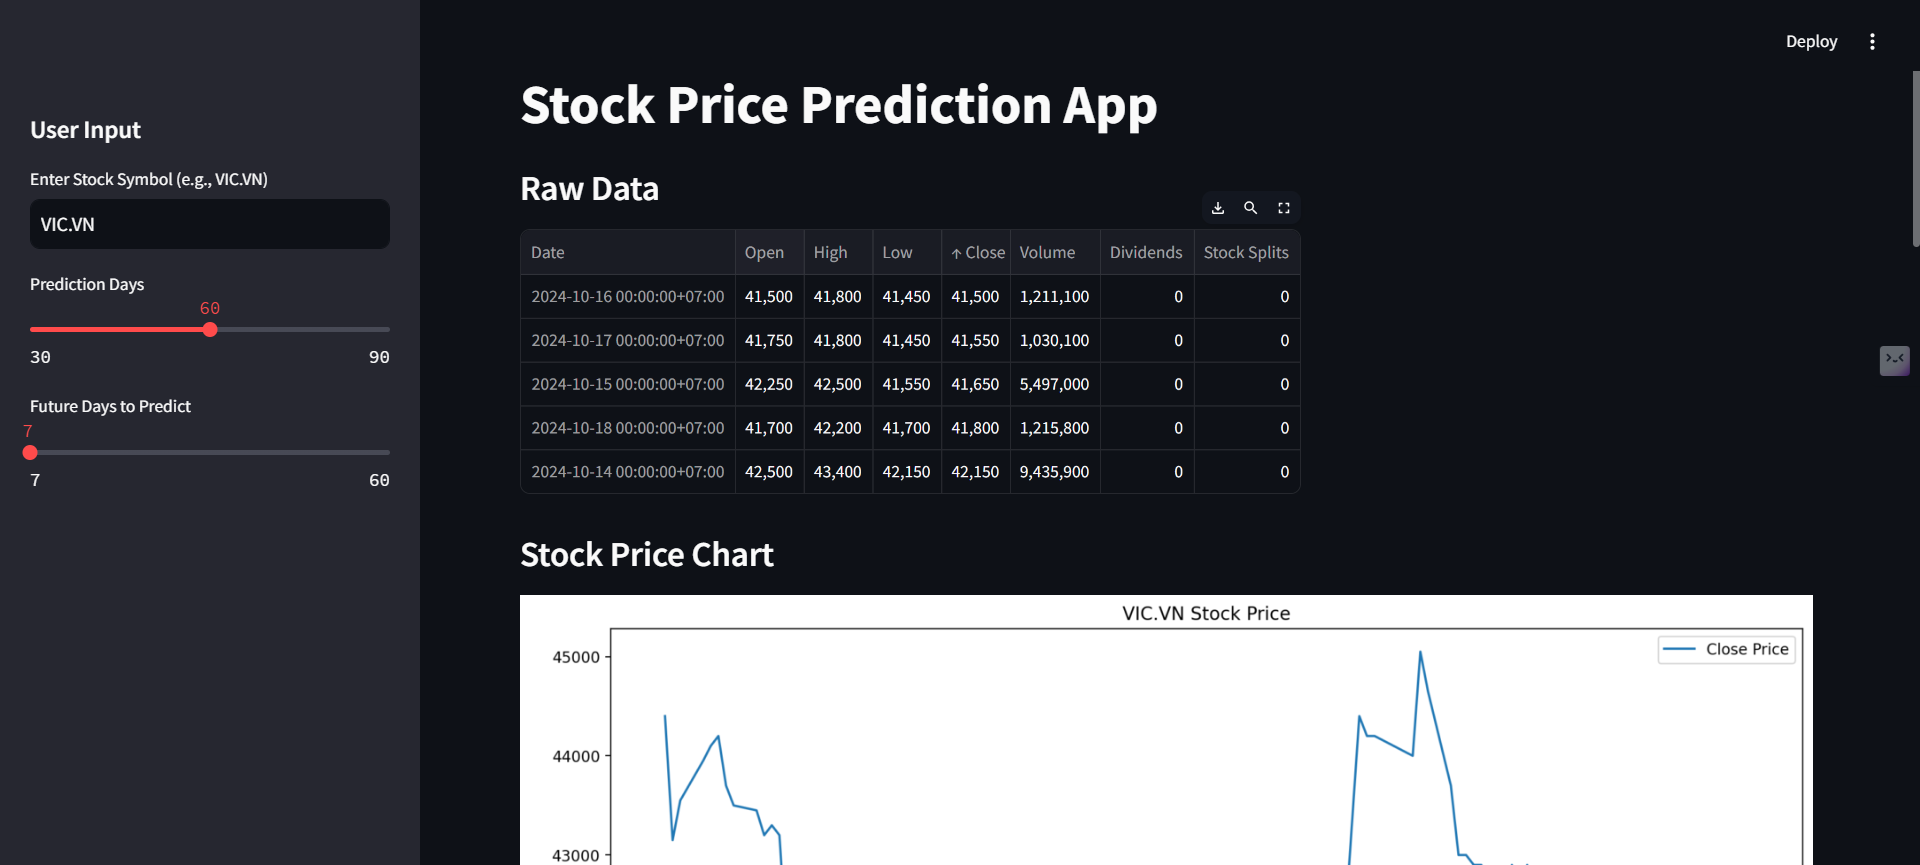 Deploy
User Input
Enter Stock Symbol (e.g., VIC.VN)
VIC.VN
Prediction Days
60
30 90
Future Days to Predict
7
7 60
Stock Price Prediction App
Raw Data
Date Open High Low ↑ Close Volume Dividends Stock Splits
2024-10-16 00:00:00+07:00 41,500 41,800 41,450 41,500 1,211,100 0 0
2024-10-17 00:00:00+07:00 41,750 41,800 41,450 41,550 1,030,100 0 0
2024-10-15 00:00:00+07:00 42,250 42,500 41,550 41,650 5,497,000 0 0
2024-10-18 00:00:00+07:00 41,700 42,200 41,700 41,800 1,215,800 0 0
2024-10-14 00:00:00+07:00 42,500 43,400 42,150 42,150 9,435,900 0 0
Stock Price Chart
VIC.VN Stock Price
Close Price
45000
44000
43000